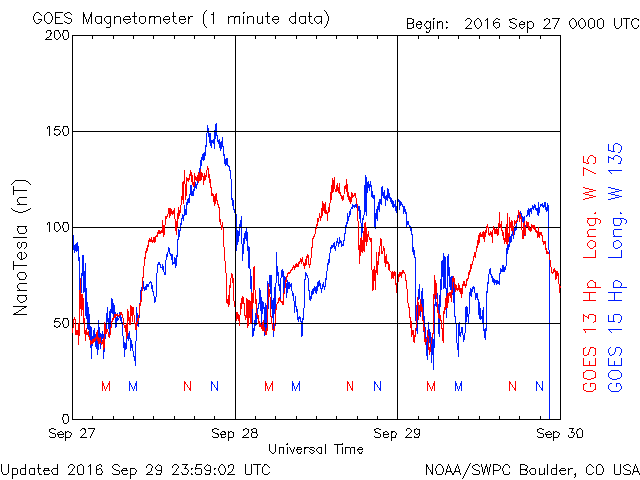 GOES Magnetometer (1 minute data)
Begin: 2016 Sep 27 0000 UTC
200
150
100
50
0
NanoTesla (nT)
M M N N M M N N M M N N
Sep 27 Sep 28 Sep 29 Sep 30
Universal Time
GOES 13 Hp Long. W 75
GOES 15 Hp Long. W 135
Updated 2016 Sep 29 23:59:02 UTC
NOAA/SWPC Boulder, CO USA